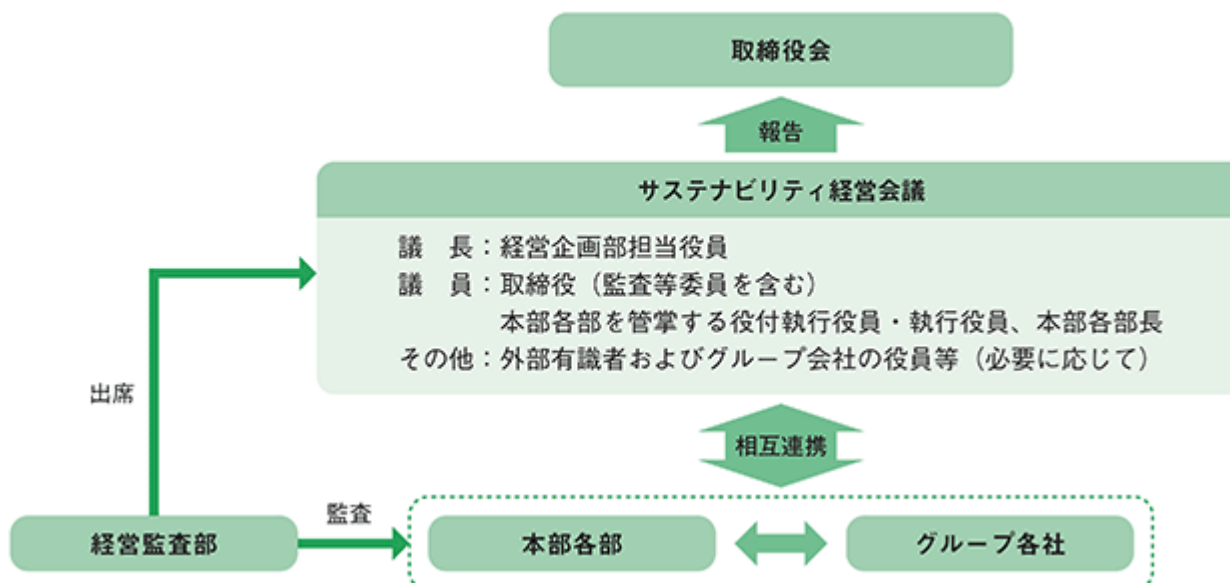 取締役会
報告
サステナビリティ経営会議
議　長：経営企画部担当役員
議　員：取締役（監査等委員を含む）
本部各部を管掌する役付執行役員・執行役員、本部各部長
その他：外部有識者およびグループ会社の役員等（必要に応じて）
出席
相互連携
監査
経営監査部
本部各部
グループ各社